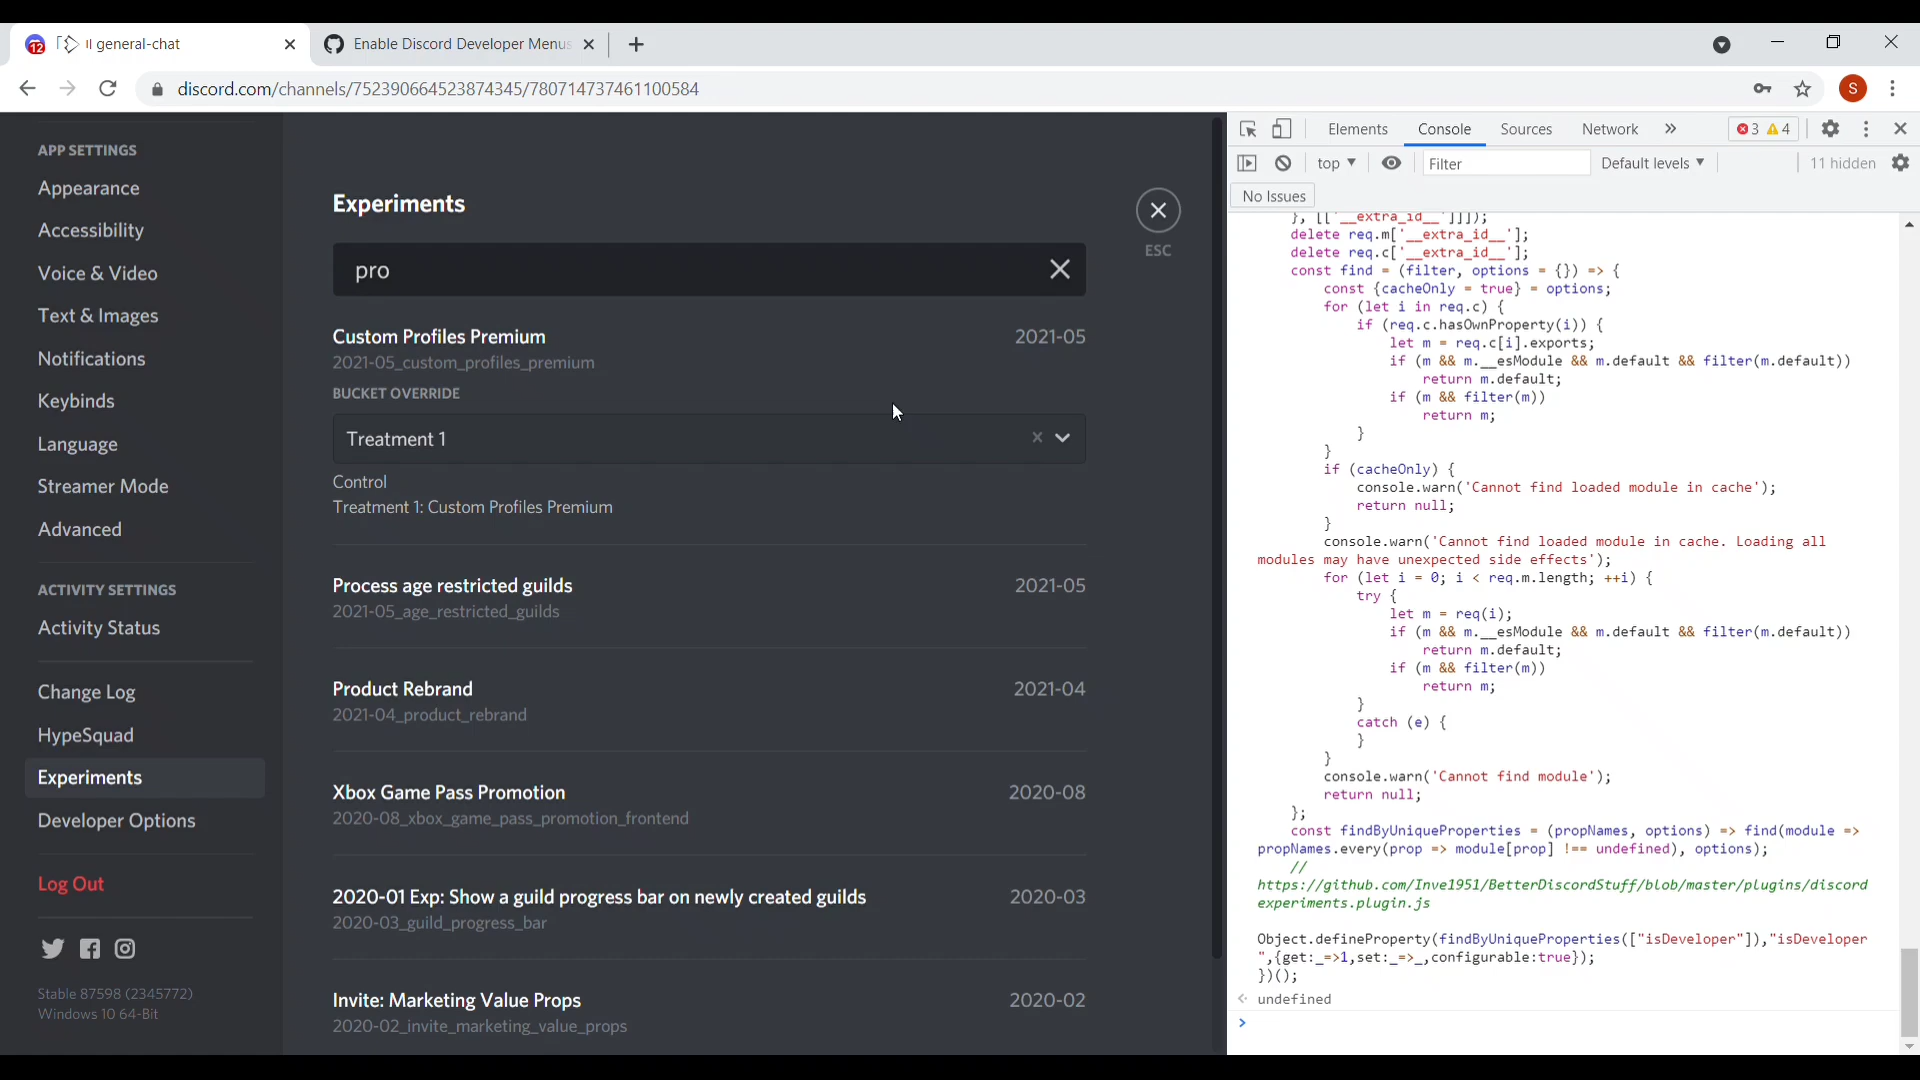 12
general-chat
Enable Discord Developer Menus
discord.com/channels/752390664523874345/780714737461100584
S
APP SETTINGS
Appearance
Accessibility
Voice & Video
Text & Images
Notifications
Keybinds
Language
Streamer Mode
Advanced
ACTIVITY SETTINGS
Activity Status
Change Log
HypeSquad
Experiments
Developer Options
Log Out
Stable 87598 (2345772)
Windows 10 64-Bit
Experiments
ESC
pro
Custom Profiles Premium 2021-05
2021-05_custom_profiles_premium
BUCKET OVERRIDE
Treatment 1
Control
Treatment 1: Custom Profiles Premium
Process age restricted guilds 2021-05
2021-05_age_restricted_guilds
Product Rebrand 2021-04
2021-04_product_rebrand
Xbox Game Pass Promotion 2020-08
2020-08_xbox_game_pass_promotion_frontend
2020-01 Exp: Show a guild progress bar on newly created guilds 2020-03
2020-03_guild_progress_bar
Invite: Marketing Value Props 2020-02
2020-02_invite_marketing_value_props
Elements Console Sources Network 3 4
top Filter Default levels 11 hidden
No Issues
}, [['__extra_id__']]]);
delete req.m['__extra_id__'];
delete req.c['__extra_id__'];
const find = (filter, options = {}) => {
const {cacheOnly = true} = options;
for (let i in req.c) {
if (req.c.hasOwnProperty(i)) {
let m = req.c[i].exports;
if (m && m.__esModule && m.default && filter(m.default))
return m.default;
if (m && filter(m))
return m;
}
}
if (cacheOnly) {
console.warn('Cannot find loaded module in cache');
return null;
}
console.warn('Cannot find loaded module in cache. Loading all
modules may have unexpected side effects');
for (let i = 0; i < req.m.length; ++i) {
try {
let m = req(i);
if (m && m.__esModule && m.default && filter(m.default))
return m.default;
if (m && filter(m))
return m;
}
catch (e) {
}
}
console.warn('Cannot find module');
return null;
};
const findByUniqueProperties = (propNames, options) => find(module =>
propNames.every(prop => module[prop] !== undefined), options);
//
https://github.com/Inve1951/BetterDiscordStuff/blob/master/plugins/discord
experiments.plugin.js
Object.defineProperty(findByUniqueProperties(["isDeveloper"]),"isDeveloper
",{get:_=>1,set:_=>_,configurable:true});
})();
undefined